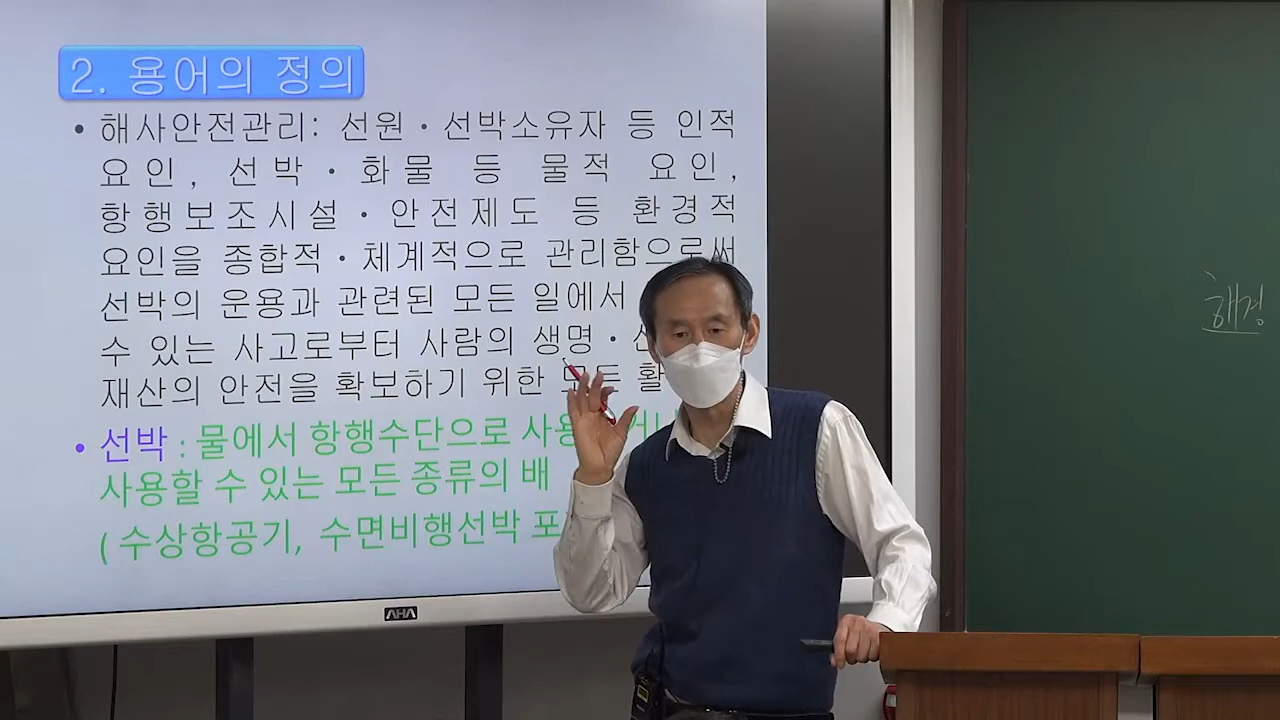 2. 용어의 정의
• 해사안전관리: 선원·선박소유자 등 인적
요인, 선박·화물 등 물적 요인,
항행보조시설·안전제도 등 환경적
요인을 종합적·체계적으로 관리함으로써
선박의 운용과 관련된 모든 일에서
수 있는 사고로부터 사람의 생명·
재산의 안전을 확보하기 위한 모든
• 선박 : 물에서 항행수단으로
사용할 수 있는 모든 종류의 배
(수상항공기, 수면비행선박
AHA
해경